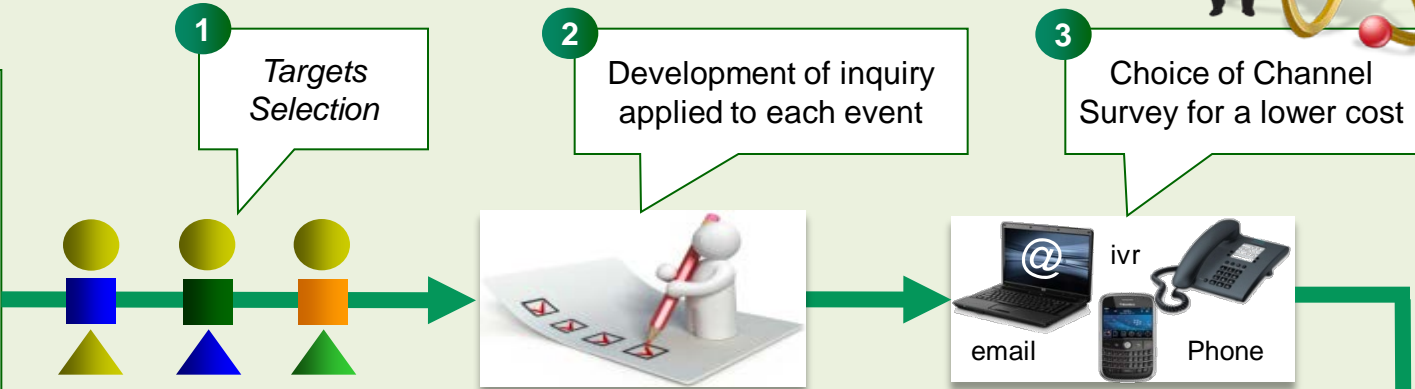 1
Targets
Selection
2
Development of inquiry
applied to each event
3
Choice of Channel
Survey for a lower cost
@
ivr
email
Phone